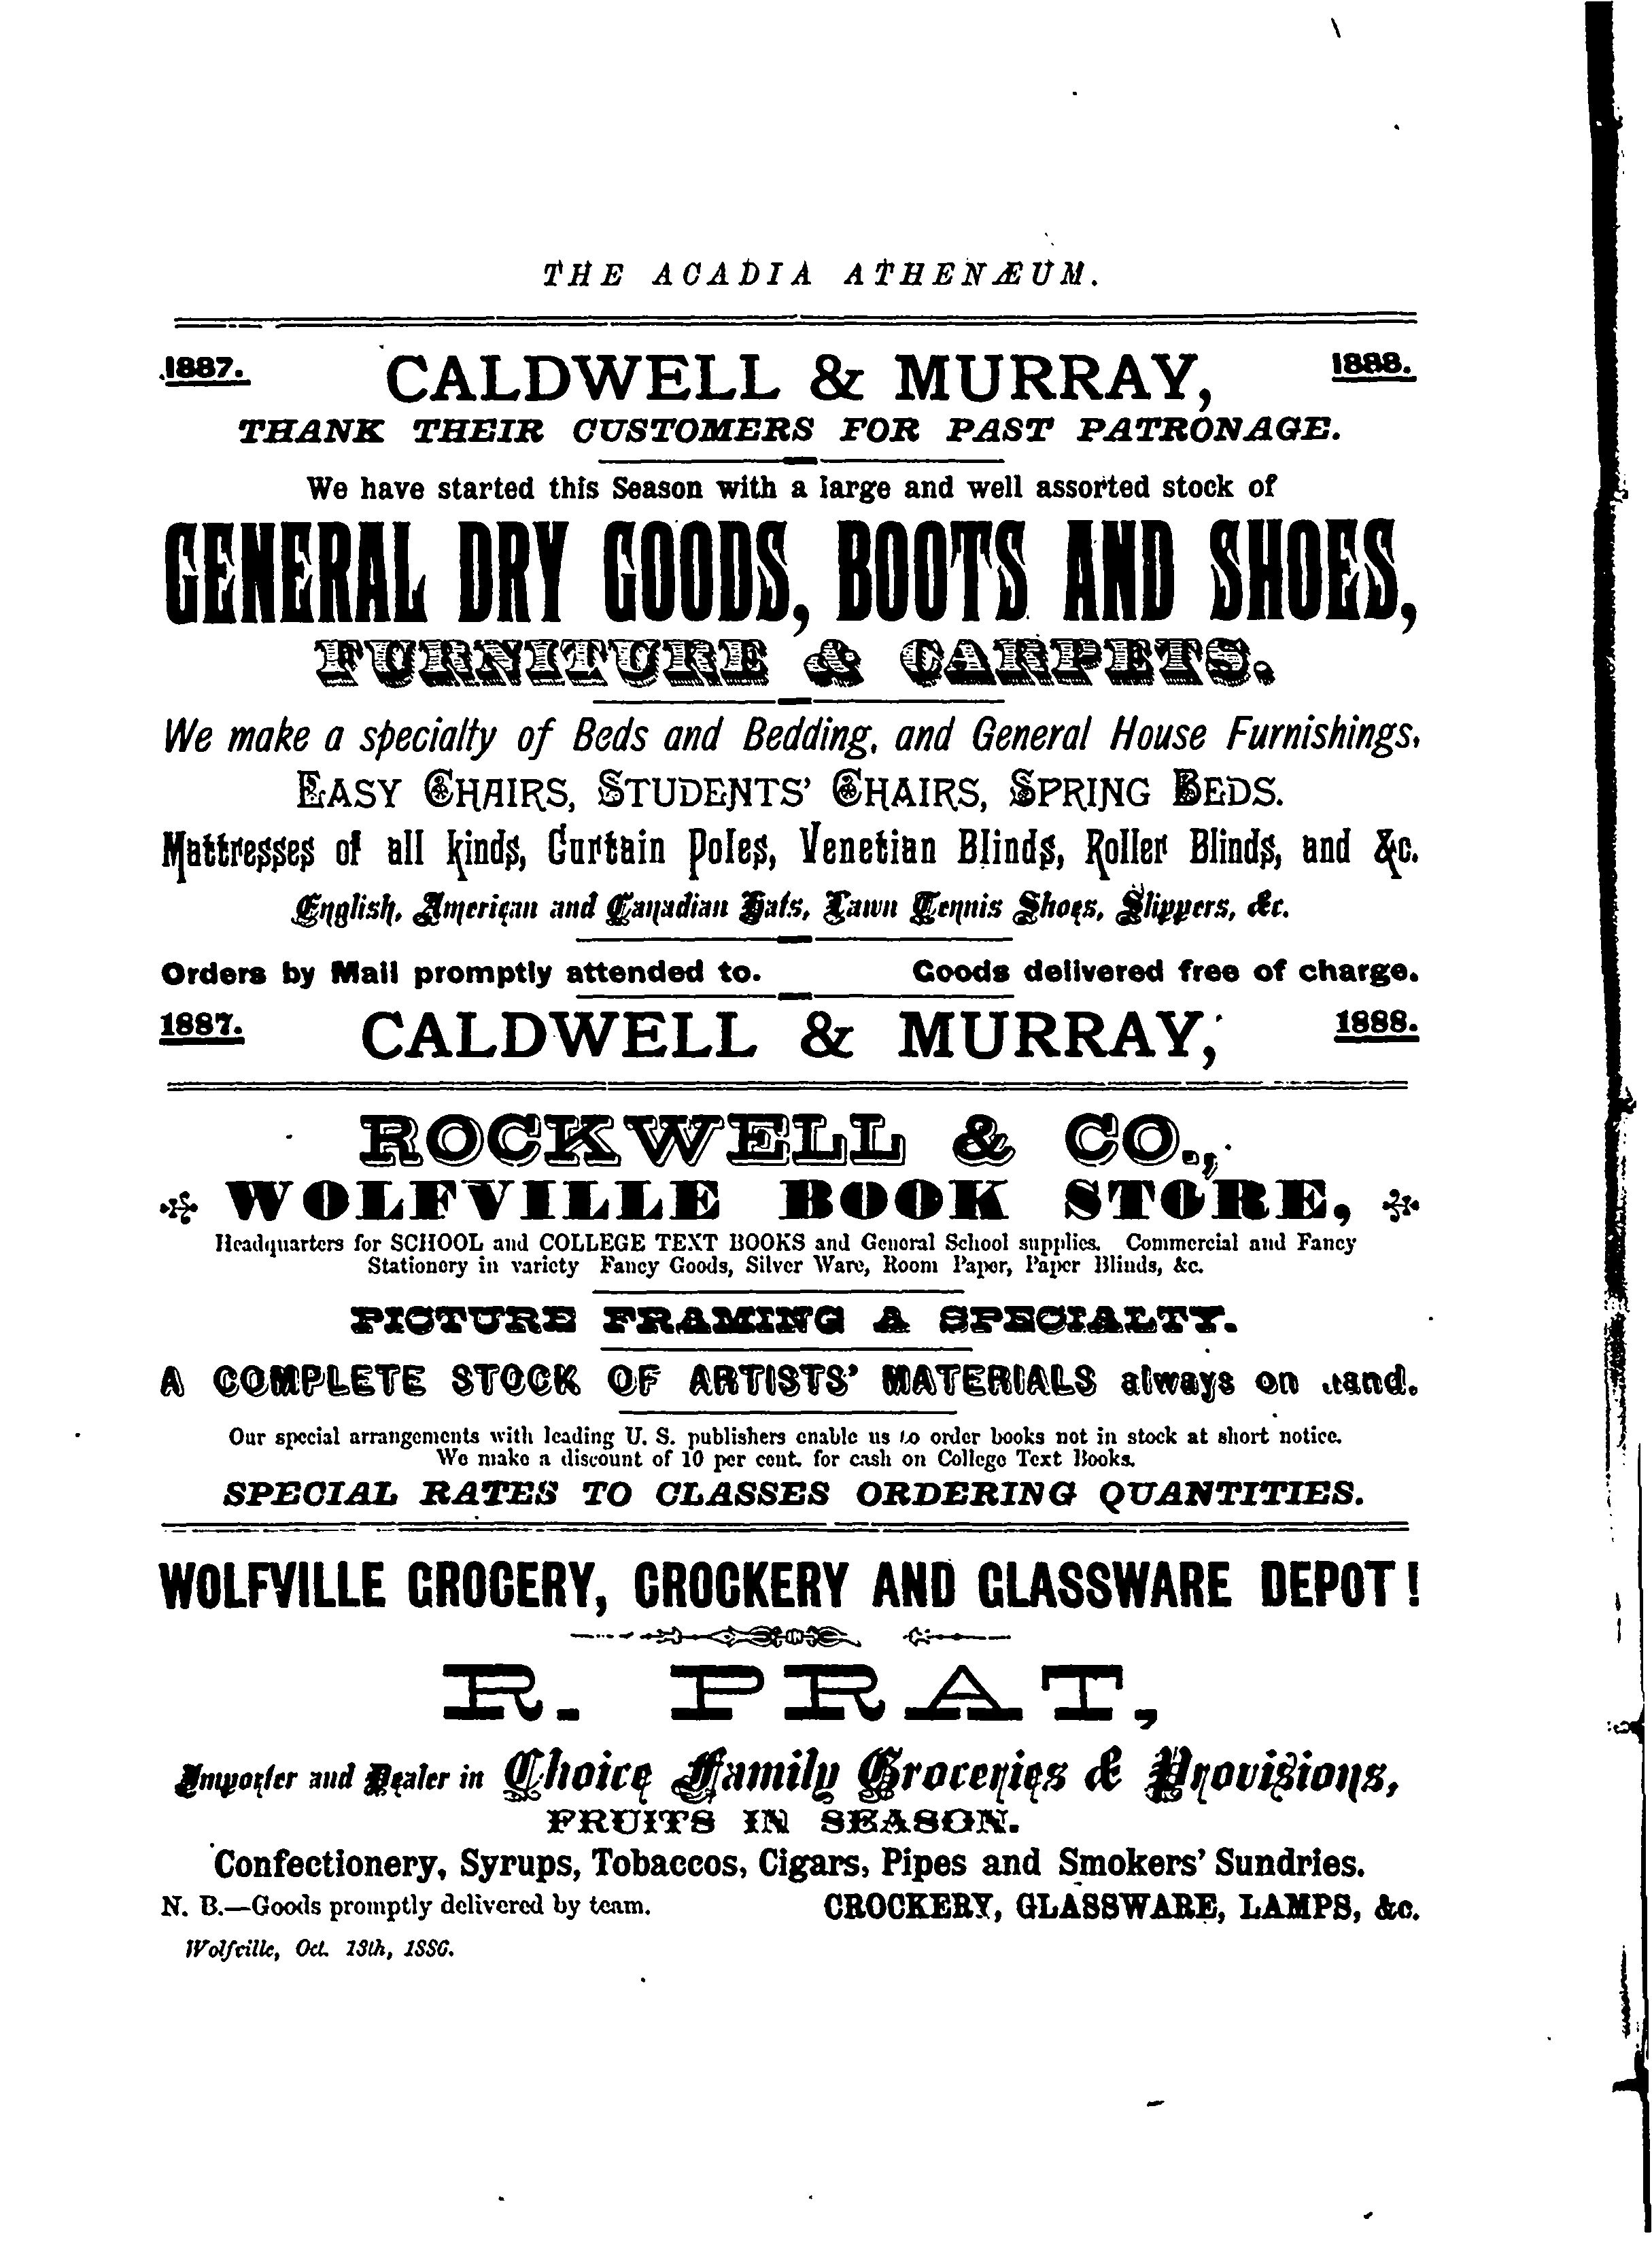 THE ACADIA ATHENÆUM.
1887. CALDWELL & MURRAY, 1888.
THANK THEIR CUSTOMERS FOR PAST PATRONAGE.
We have started this Season with a large and well assorted stock of
GENERAL DRY GOODS, BOOTS AND SHOES,
FURNITURE & CARPETS.
We make a specialty of Beds and Bedding, and General House Furnishings,
EASY CHAIRS, STUDENTS' CHAIRS, SPRING BEDS.
Mattresses of all kinds, Curtain Poles, Venetian Blinds, Roller Blinds, and &c.
English, American and Canadian Hats, Lawn Tennis Shoes, Slippers, &c.
Orders by Mail promptly attended to. Goods delivered free of charge.
1887. CALDWELL & MURRAY, 1888.
ROCKWELL & CO.,
WOLFVILLE BOOK STORE,
Headquarters for SCHOOL and COLLEGE TEXT BOOKS and General School supplies. Commercial and Fancy
Stationery in variety Fancy Goods, Silver Ware, Room Paper, Paper Blinds, &c.
PICTURE FRAMING A SPECIALTY.
A COMPLETE STOCK OF ARTISTS' MATERIALS always on hand.
Our special arrangements with leading U. S. publishers enable us to order books not in stock at short notice.
We make a discount of 10 per cent. for cash on College Text Books.
SPECIAL RATES TO CLASSES ORDERING QUANTITIES.
WOLFVILLE GROCERY, CROCKERY AND GLASSWARE DEPOT!
R. PRAT,
Importer and Dealer in Choice Family Groceries & Provisions,
FRUITS IN SEASON.
Confectionery, Syrups, Tobaccos, Cigars, Pipes and Smokers' Sundries.
N. B.—Goods promptly delivered by team. CROCKERY, GLASSWARE, LAMPS, &c.
Wolfville, Oct. 13th, 1886.